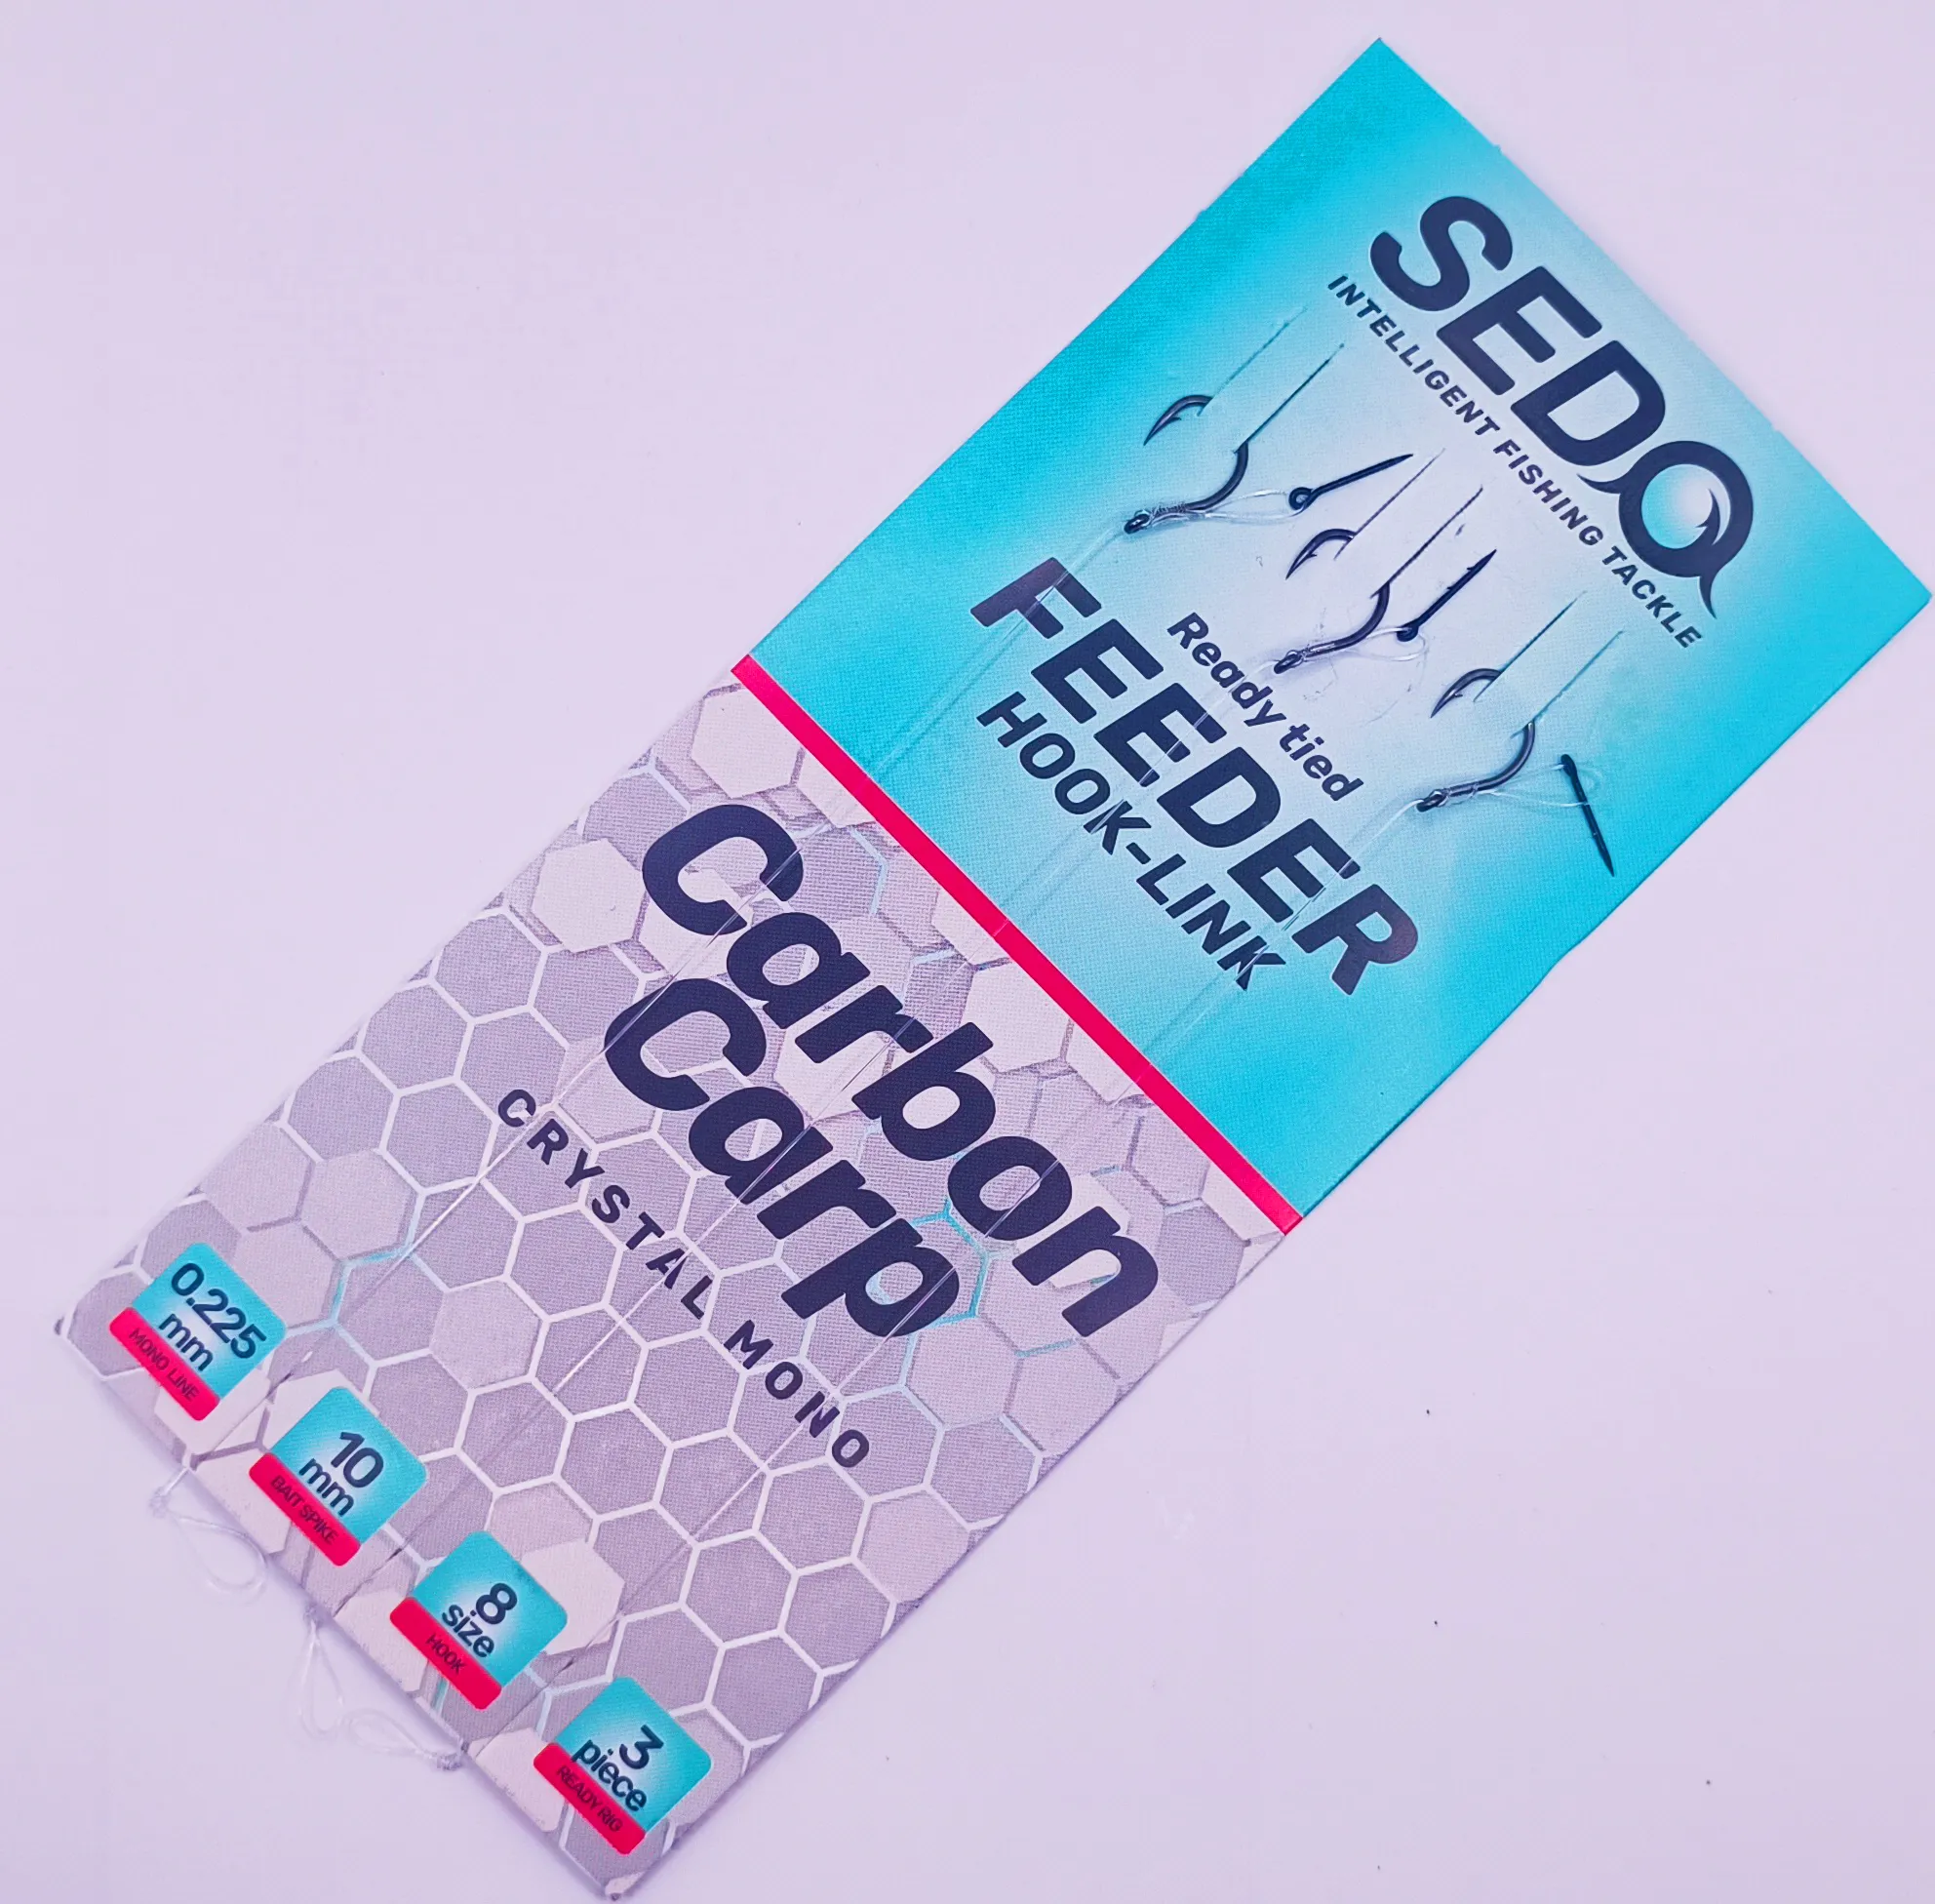 SEDO
INTELLIGENT FISHING TACKLE
Ready tied
FEEDER
HOOK-LINK
Carbon
Carp
CRYSTAL MONO
0.225
mm
MONO LINE
10
mm
BAIT SPIKE
8
size
HOOK
3
piece
READY RIG